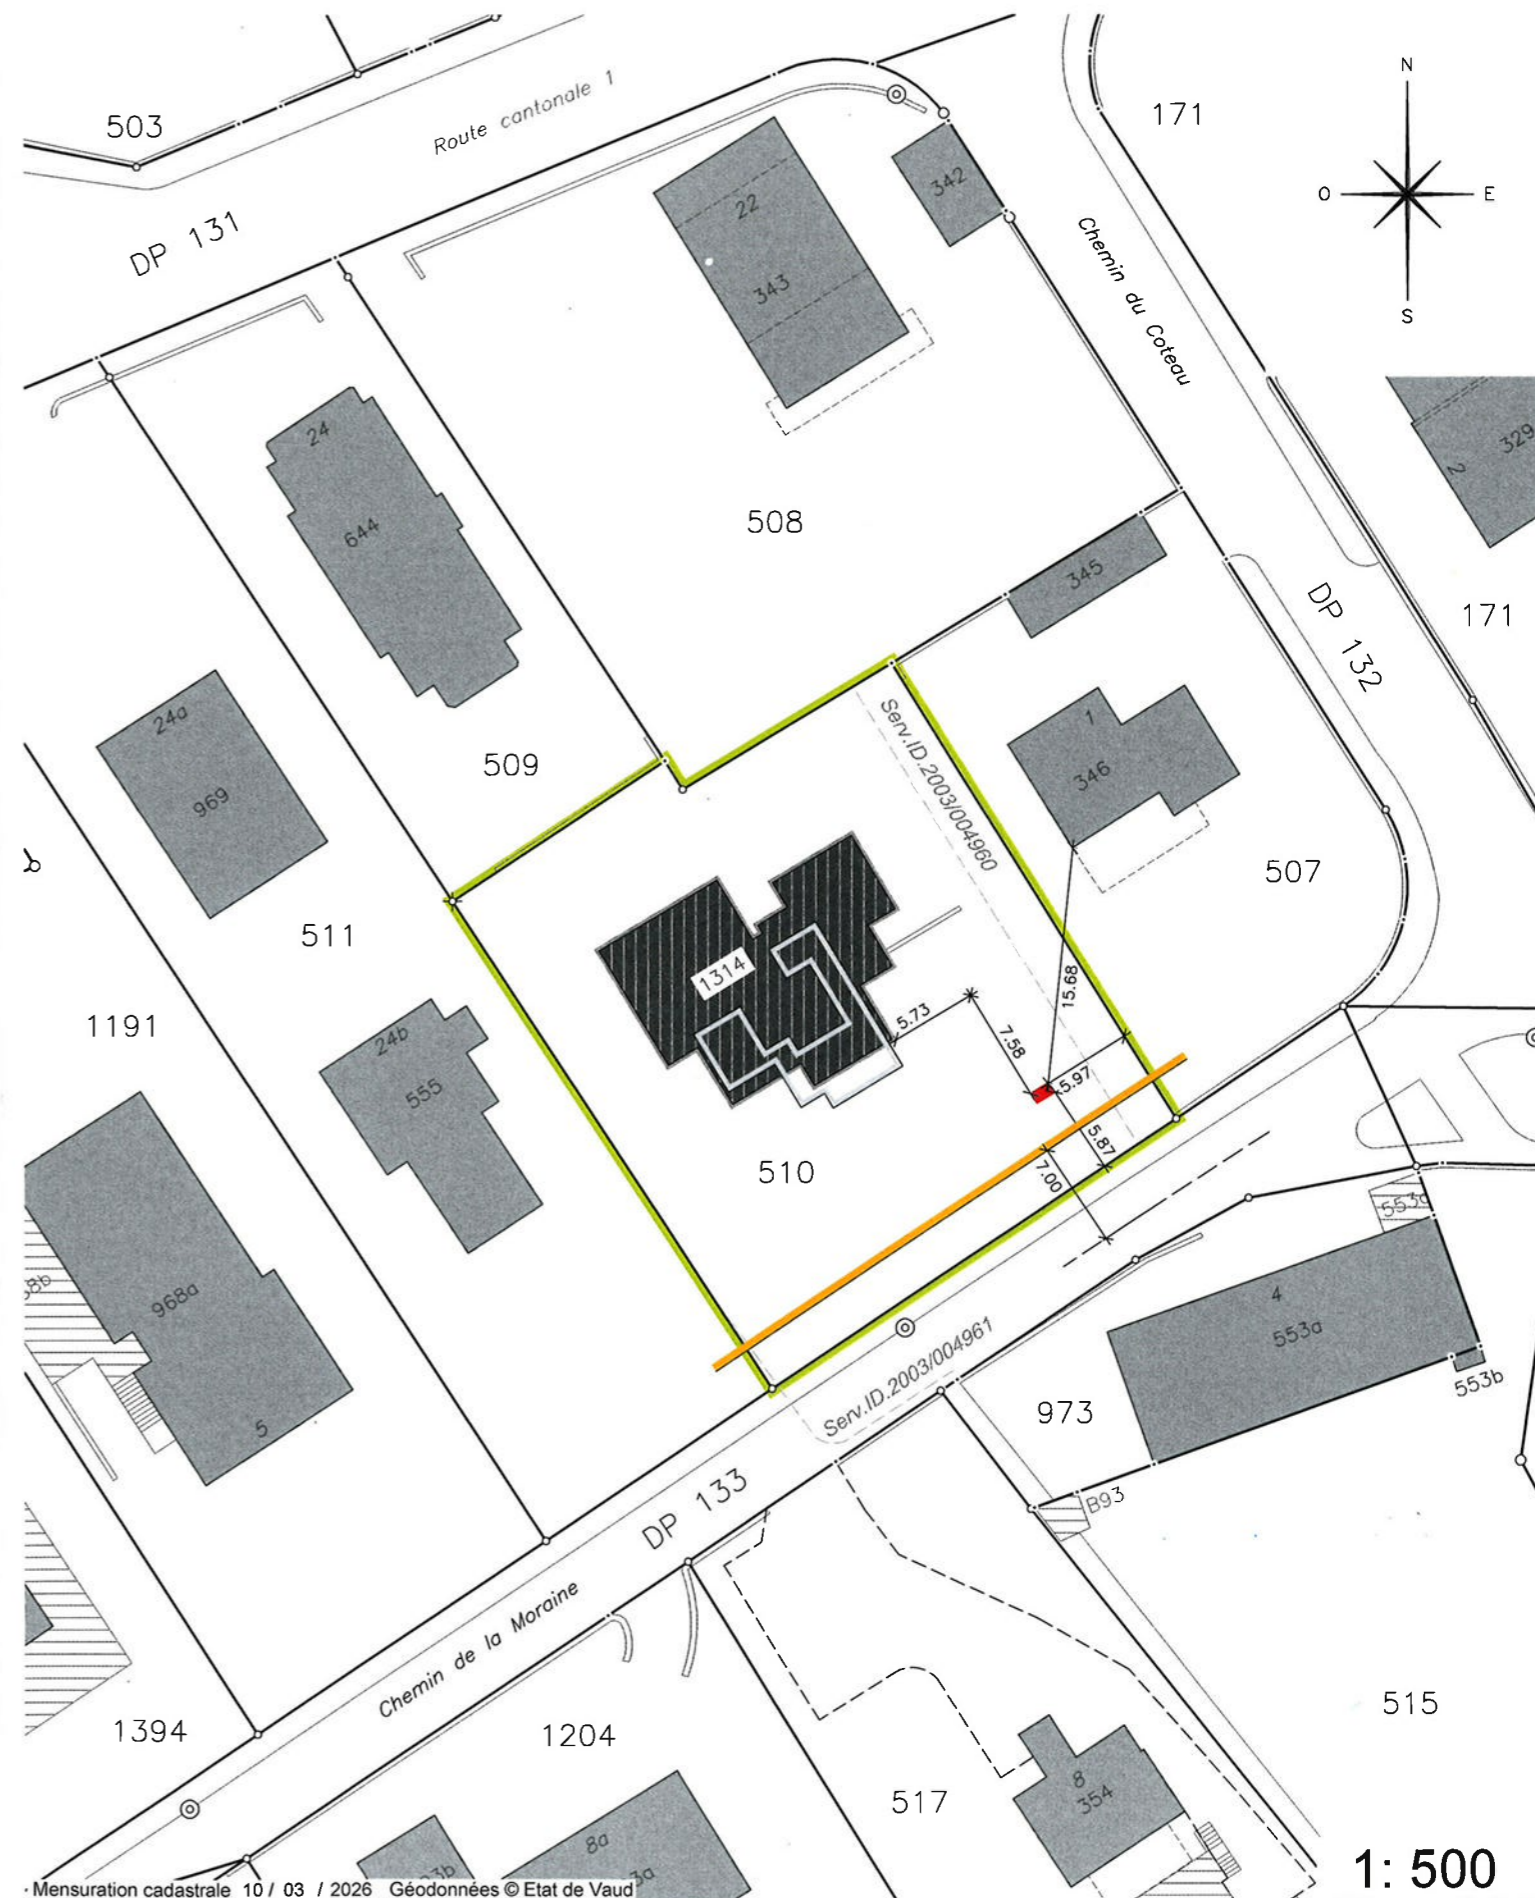 503
Route cantonale 1
171
N
O
E
S
DP 131
22
343
342
Chemin du Coteau
24
644
508
345
2
329
DP 132
171
24a
969
509
Serv.ID.2003/004960
1
346
507
511
1314
15.68
5.73
7.58
5.97
1191
24b
555
510
5.87
7.00
968a
5
Serv.ID.2003/004961
4
553a
553b
973
B93
DP 133
Chemin de la Moraine
1394
1204
515
517
8
354
8a
1: 500
Mensuration cadastrale 10 / 03 / 2026 Géodonnées © Etat de Vaud